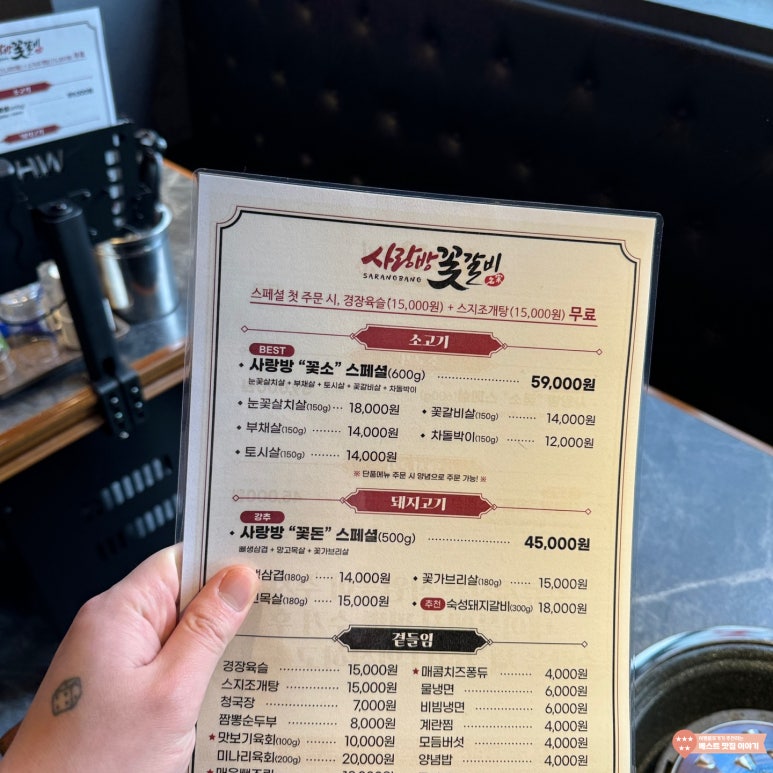 사랑방 꽃갈비
SARANGBANG
스페셜 첫 주문 시, 경장육슬(15,000원) + 스지조개탕(15,000원) 무료
소고기
BEST
사랑방 “꽃소” 스페셜(600g) 59,000원
눈꽃살치살 + 부채살 + 토시살 + 꽃갈비살 + 차돌박이
눈꽃살치살(150g) 18,000원 꽃갈비살(150g) 14,000원
부채살(150g) 14,000원 차돌박이(150g) 12,000원
토시살(150g) 14,000원
※ 단품메뉴 주문 시 양념으로 주문 가능! ※
돼지고기
강추
사랑방 “꽃돈” 스페셜(500g) 45,000원
뼈생삼겹 + 망고목살 + 꽃가브리살
삼겹(180g) 14,000원 꽃가브리살(180g) 15,000원
목살(180g) 15,000원 추천 숙성돼지갈비(300g) 18,000원
곁들임
경장육슬 15,000원 ★매콤치즈퐁듀 4,000원
스지조개탕 15,000원 물냉면 6,000원
청국장 7,000원 비빔냉면 6,000원
짬뽕순두부 8,000원 계란찜 4,000원
★맛보기육회(100g) 10,000원 모듬버섯 4,000원
미나리육회(200g) 20,000원 양념밥 4,000원
베스트 맛집 이야기